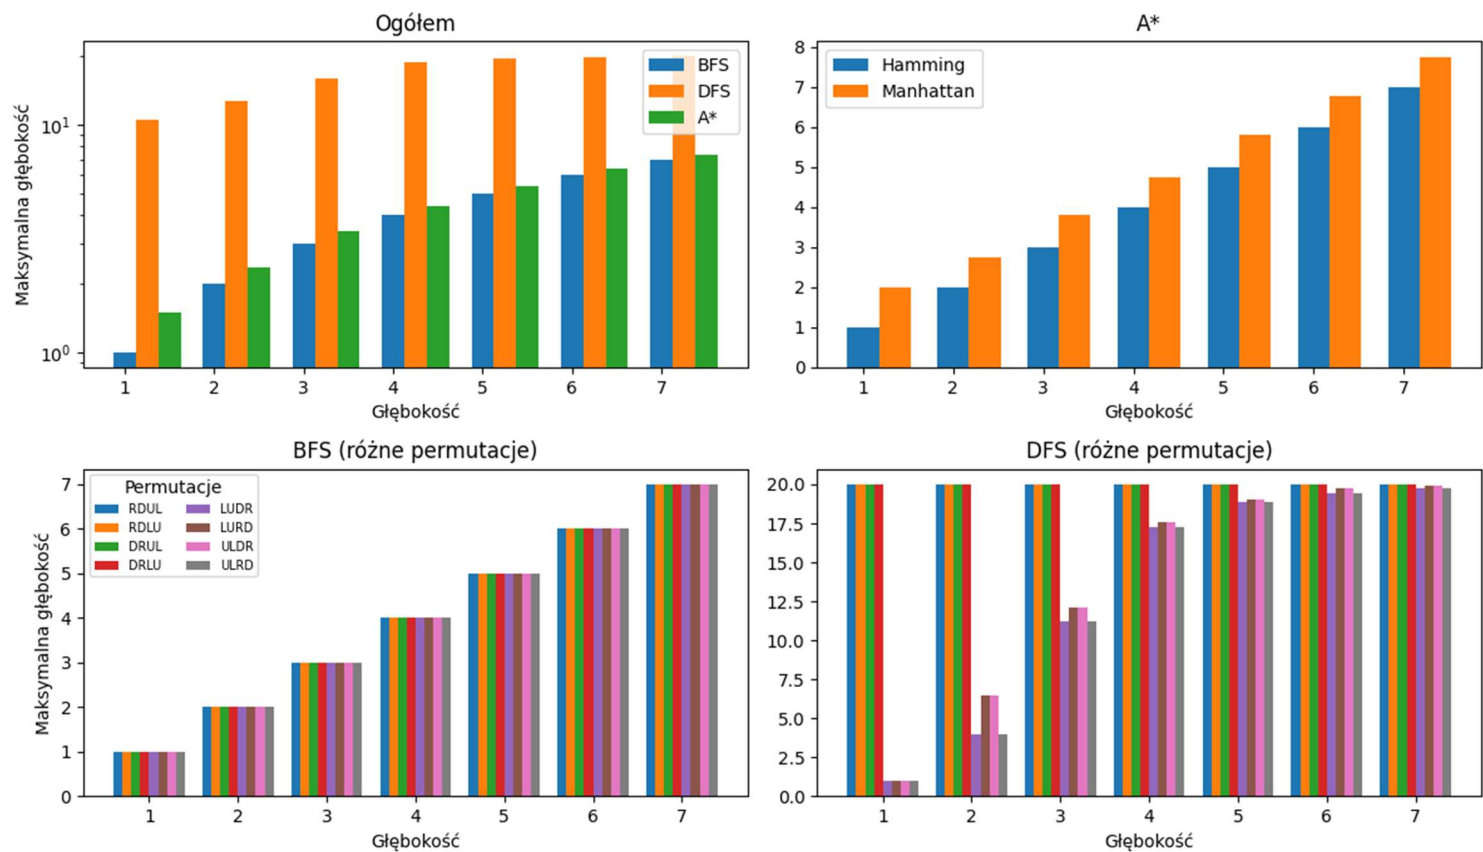 Ogółem
BFS
DFS
A*
10¹
10⁰
Maksymalna głębokość
1 2 3 4 5 6 7
Głębokość
A*
Hamming
Manhattan
8
7
6
5
4
3
2
1
0
1 2 3 4 5 6 7
Głębokość
BFS (różne permutacje)
Permutacje
RDUL LUDR
RDLU LURD
DRUL ULDR
DRLU ULRD
7
6
5
4
3
2
1
0
Maksymalna głębokość
1 2 3 4 5 6 7
Głębokość
DFS (różne permutacje)
20.0
17.5
15.0
12.5
10.0
7.5
5.0
2.5
0.0
1 2 3 4 5 6 7
Głębokość